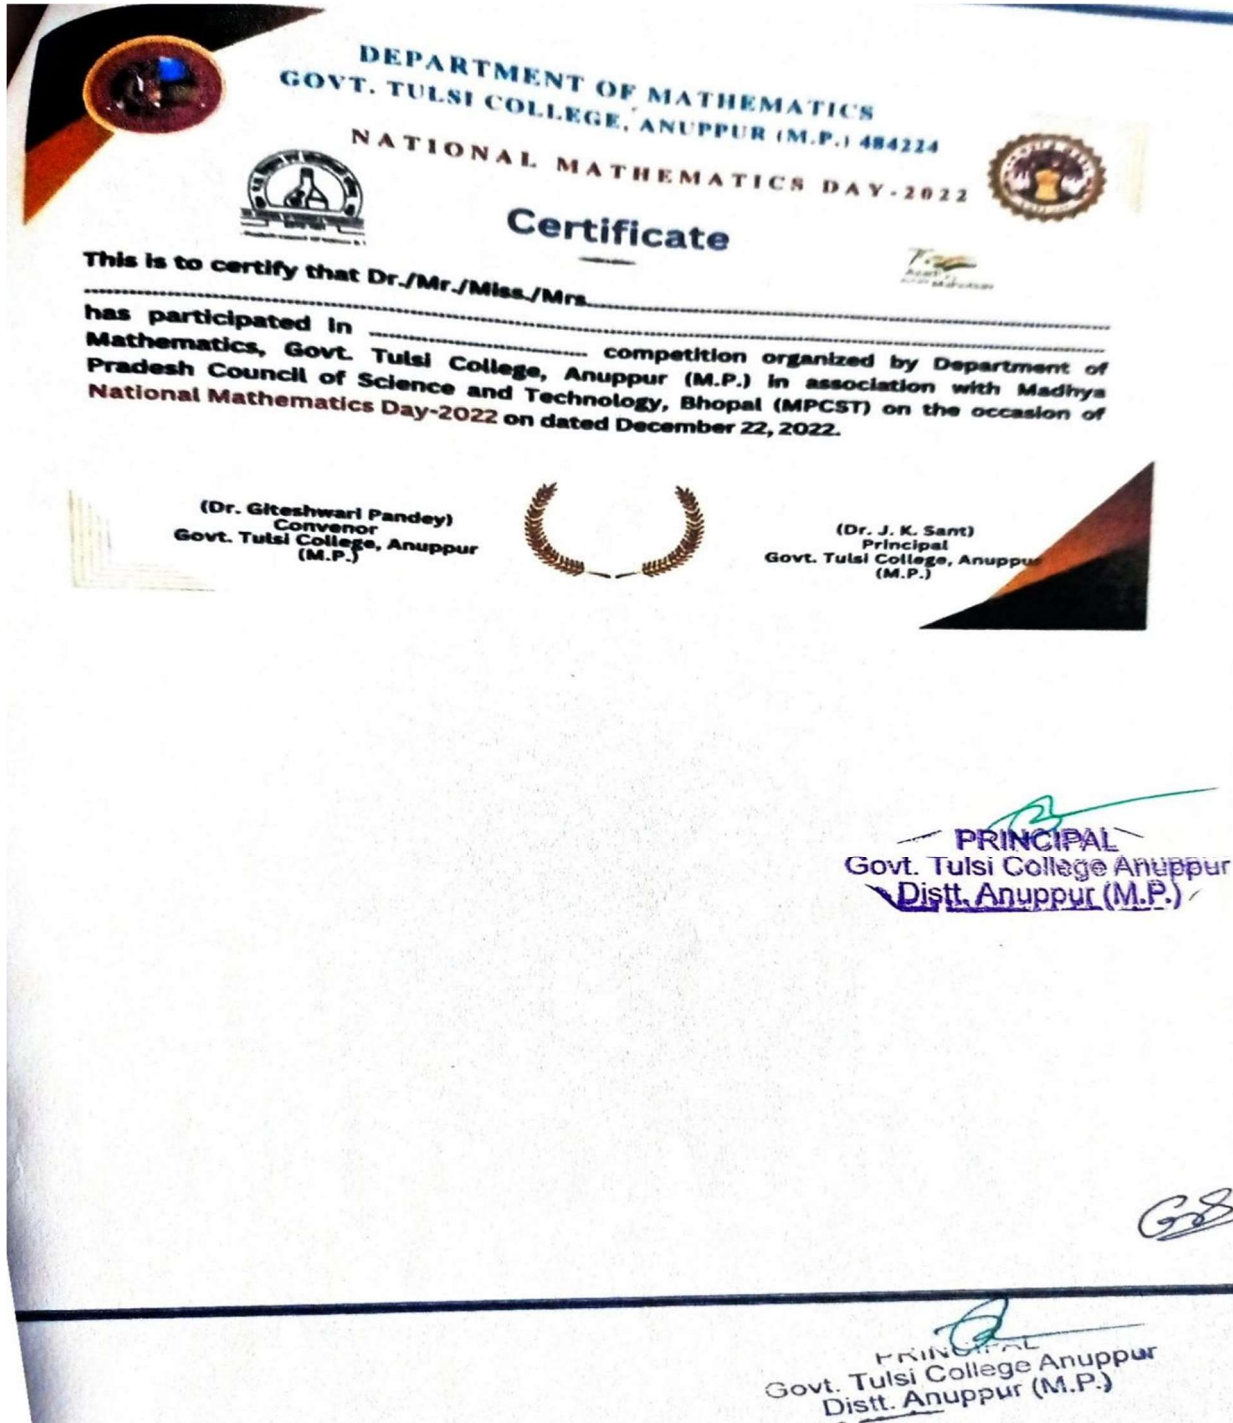 DEPARTMENT OF MATHEMATICS
GOVT. TULSI COLLEGE, ANUPPUR (M.P.) 484224
NATIONAL MATHEMATICS DAY-2022
Certificate
This is to certify that Dr./Mr./Miss./Mrs............................................................
............................................................
has participated in .............................. competition organized by Department of
Mathematics, Govt. Tulsi College, Anuppur (M.P.) in association with Madhya
Pradesh Council of Science and Technology, Bhopal (MPCST) on the occasion of
National Mathematics Day-2022 on dated December 22, 2022.
(Dr. Giteshwari Pandey)
Convenor
Govt. Tulsi College, Anuppur
(M.P.)
(Dr. J. K. Sant)
Principal
Govt. Tulsi College, Anuppur
(M.P.)
PRINCIPAL
Govt. Tulsi College Anuppur
Distt. Anuppur (M.P.)
PRINCIPAL
Govt. Tulsi College Anuppur
Distt. Anuppur (M.P.)